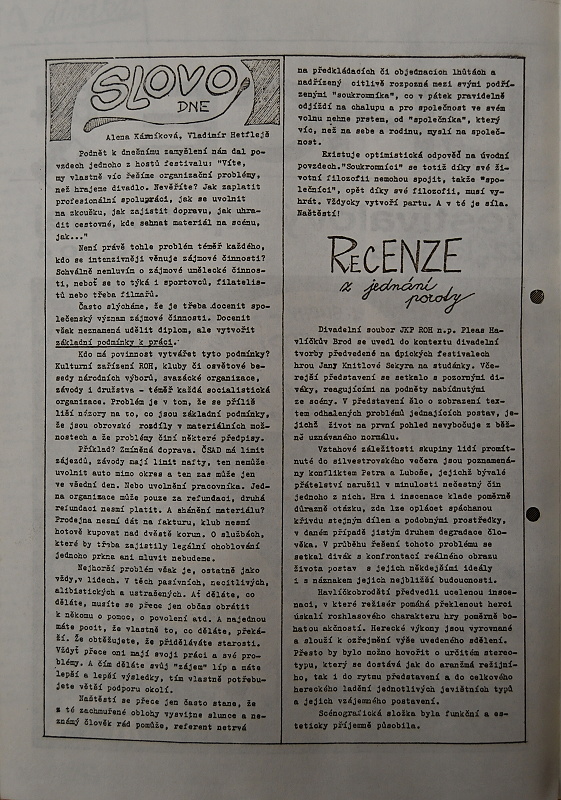 SLOVO
DNE
Alena Kázmíková, Vladimír Hetflejš
Podnět k dnešnímu zamyšlení nám dal po-
vzdech jednoho z hostů festivalu: "Víte,
my vlastně víc řešíme organizační problémy,
než hrajeme divadlo. Nevěříte? Jak zaplatit
profesionální spolupráci, jak se uvolnit
na zkoušku, jak zajistit dopravu, jak uhra-
dit cestovné, kde sehnat materiál na scénu,
jak..."
Není právě tohle problém téměř každého,
kdo se intenzivněji věnuje zájmové činnosti?
Schválně nemluvím o zájmové umělecké činnos-
ti, neboť se to týká i sportovců, filatelis-
tů nebo třeba filmařů.
Často slýcháme, že je třeba docenit spo-
lečenský význam zájmové činnosti. Docenit
však neznamená udělit diplom, ale vytvořit
základní podmínky k práci.
Kdo má povinnost vytvářet tyto podmínky?
Kulturní zařízení ROH, kluby či osvětové be-
sedy národních výborů, svazácké organizace,
závody i družstva - téměř každá socialistická
organizace. Problém je v tom, že se příliš
liší názory na to, co jsou základní podmínky,
že jsou obrovské rozdíly v materiálních mož-
nostech a že problémy činí některé předpisy.
Příklad? Zmíněná doprava. ČSAD má limit
zájezdů, závody mají limit nafty, ten nemůže
uvolnit auto mimo okres a ten zas může jen
ve všední den. Nebo uvolnění pracovníka. Jed-
na organizace může pouze za refundaci, druhá
refundaci nesmí platit. A shánění materiálu?
Prodejna nesmí dát na fakturu, klub nesmí
hotově kupovat nad dvěstě korun. O službách,
které by třeba zajistily legální ohoblování
jednoho prkna ani mluvit nebudeme.
Nejhorší problém však je, ostatně jako
vždy, v lidech. V těch pasívních, necitlivých,
alibistických a ustrašených. Ať děláte, co
děláte, musíte se přece jen občas obrátit
k někomu o pomoc, o povolení atd. A najednou
máte pocit, že vlastně to, co děláte, překá-
ží. Že obtěžujete, že přiděláváte starosti.
Vždyť přece oni mají svojí práci a své pro-
blémy. A čím děláte svůj "zájem" líp a máte
lepší a lepší výsledky, tím vlastně potřebu-
jete větší podporu okolí.
Naštěstí se přece jen často stane, že
z té zachmuřené oblohy vysvitne slunce a ne-
známý člověk rád pomůže, referent netrvá
na předkládacích či objednacích lhůtách a
nadřízený citlivě rozpozná mezi svými podří-
zenými "soukromníka", co v pátek pravidelně
odjíždí na chalupu a pro společnost ve svém
volnu nehne prstem, od "společníka", který
víc, než na sebe a rodinu, myslí na společ-
nost.
Existuje optimistická odpověď na úvodní
povzdech. "Soukromníci" se totiž díky své ži-
votní filozofii nemohou spojit, takže "spo-
lečníci", opět díky své filozofii, musí vy-
hrát. Vždycky vytvoří partu. A v té je síla.
Naštěstí!
RECENZE
z jednání
poroty
Divadelní soubor JKP ROH n.p. Pleas Ha-
vlíčkův Brod se uvedl do kontextu divadelní
tvorby předvedené na úpických festivalech
hrou Jany Knitlové Sekyra na studánky. Vče-
rejší představení se setkalo s pozornými di-
váky, reagujícími na podněty nabídnutými
ze scény. V představení šlo o zobrazení tex-
tem odhalených problémů jednajících postav, je-
jichž život na první pohled nevybočuje z běž-
ně uznávaného normálu.
Vztahové záležitosti skupiny lidí promít-
nuté do silvestrovského večera jsou poznamená-
ny konfliktem Petra a Luboše, jejichž bývalé
přátelství narušil v minulosti nečestný čin
jednoho z nich. Hra i inscenace klade poměrně
důrazně otázku, zda lze oplácet spáchanou
křivdu stejným dílem a podobnými prostředky,
v daném případě jistým druhem degradace člo-
věka. V průběhu řešení tohoto problému se
setkal divák s konfrontací reálného obrazu
života postav s jejich někdejšími ideály
i s náznakem jejich nejbližší budoucnosti.
Havlíčkobrodští předvedli ucelenou insce-
naci, v které režisér pomáhá překlenout herci
úskalí rozhlasového charakteru hry poměrně bo-
hatou akčností. Herecké výkony jsou vyrovnané
a slouží k ozřejmění výše uvedeného sdělení.
Přesto by bylo možno hovořit o určitém stereo-
typu, který se dostává jak do aranžmá režijní-
ho, tak i do rytmu představení a do celkového
hereckého ladění jednotlivých jevištních typů
a jejich vzájemného postavení.
Scénografická složka byla funkční a es-
teticky příjemně působila.